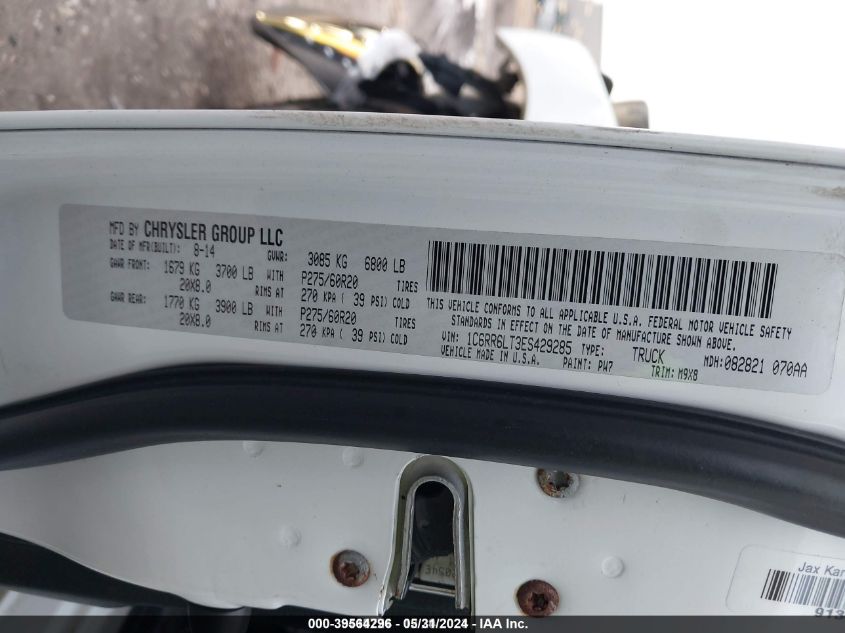 MFD BY CHRYSLER GROUP LLC
DATE OF MFR(BUILT): 8-14 GVWR: 3085 KG 6800 LB
GAWR FRONT: 1679 KG 3700 LB WITH P275/60R20 TIRES
20X8.0 RIMS AT 270 KPA ( 39 PSI) COLD
GAWR REAR: 1770 KG 3900 LB WITH P275/60R20 TIRES
20X8.0 RIMS AT 270 KPA ( 39 PSI) COLD
THIS VEHICLE CONFORMS TO ALL APPLICABLE U.S.A. FEDERAL MOTOR VEHICLE SAFETY
STANDARDS IN EFFECT ON THE DATE OF MANUFACTURE SHOWN ABOVE.
VIN: 1C6RR6LT3ES429285 TYPE: TRUCK MDH:082821 070AA
VEHICLE MADE IN U.S.A. PAINT: PW7 TRIM: M9X8
Jax Kar
913
000-39564296 - 05/31/2024 - IAA Inc.